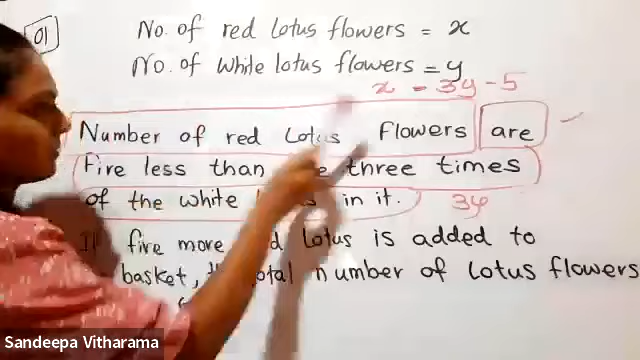 01
No. of red lotus flowers = x
No. of white lotus flowers = y
x = 3y - 5
Number of red Lotus flowers are
Five less than three times
of the white in it.
3y
five more Lotus is added to
basket, total number of Lotus flowers
Sandeepa Vitharama